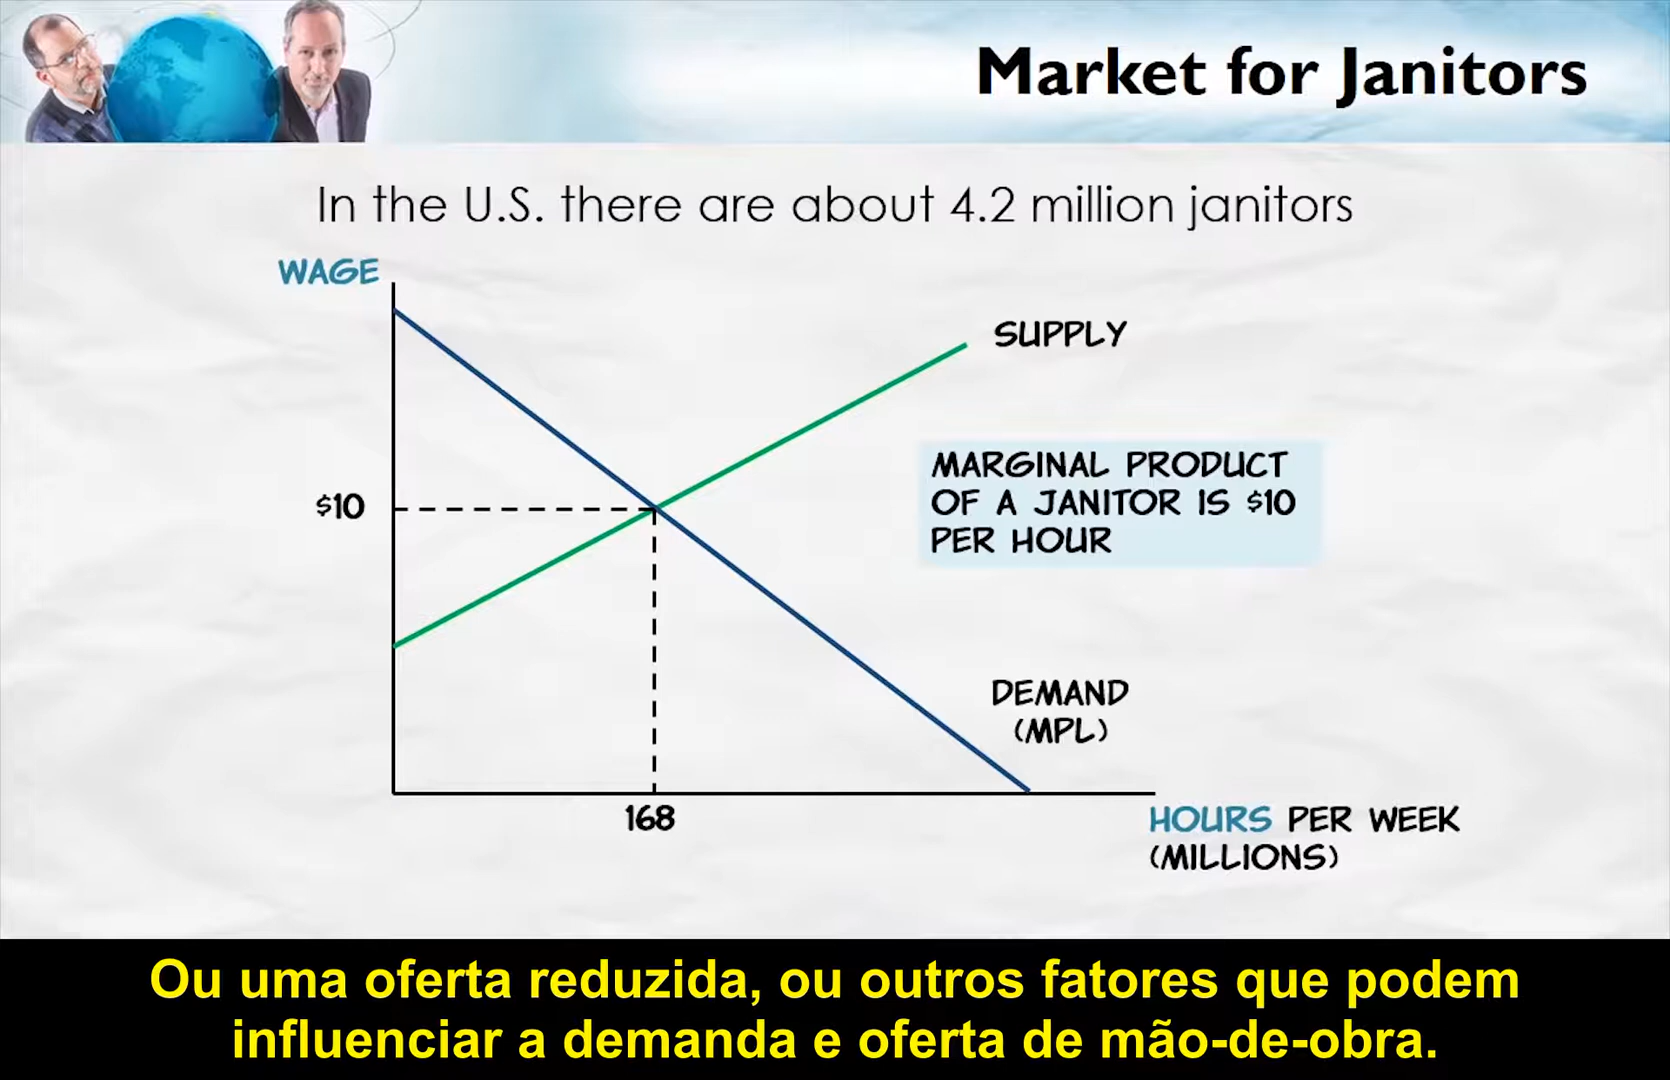 Market for Janitors
In the U.S. there are about 4.2 million janitors
WAGE
SUPPLY
MARGINAL PRODUCT
OF A JANITOR IS $10
PER HOUR
$10
DEMAND
(MPL)
168
HOURS PER WEEK
(MILLIONS)
Ou uma oferta reduzida, ou outros fatores que podem
influenciar a demanda e oferta de mão-de-obra.